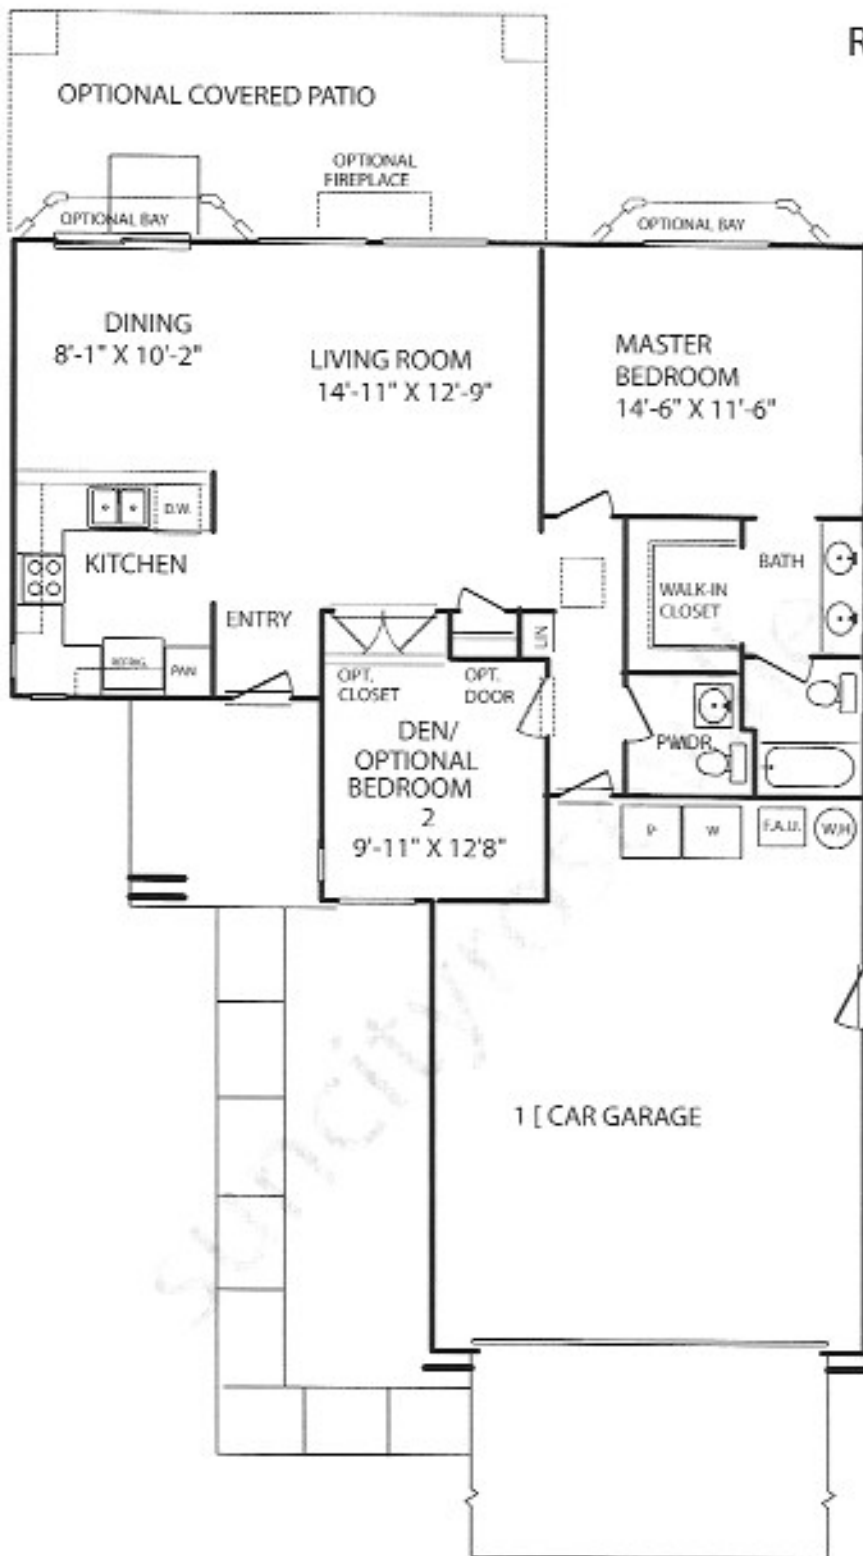 R
OPTIONAL COVERED PATIO
OPTIONAL
FIREPLACE
OPTIONAL BAY
OPTIONAL BAY
DINING
8'-1" X 10'-2"
LIVING ROOM
14'-11" X 12'-9"
MASTER
BEDROOM
14'-6" X 11'-6"
D.W.
KITCHEN
BATH
WALK-IN
CLOSET
ENTRY
LIN
REFRIG.
PAN
OPT.
CLOSET
OPT.
DOOR
DEN/
OPTIONAL
BEDROOM
2
9'-11" X 12'8"
PWDR.
D
W
F.A.U.
W.H
1 [ CAR GARAGE